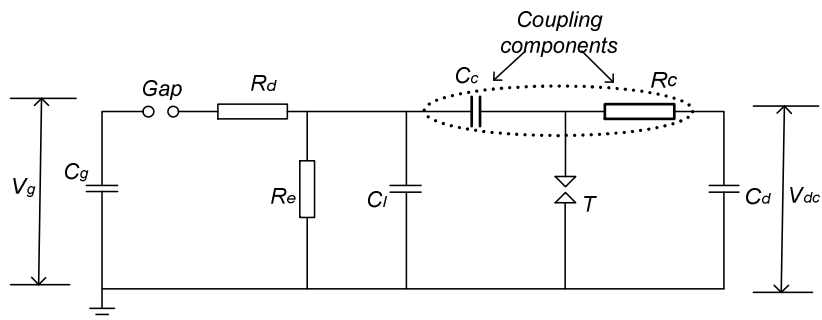 Coupling
components
Gap
Rd
Cc
Rc
Vg
Cg
Re
Cl
T
Cd
Vdc